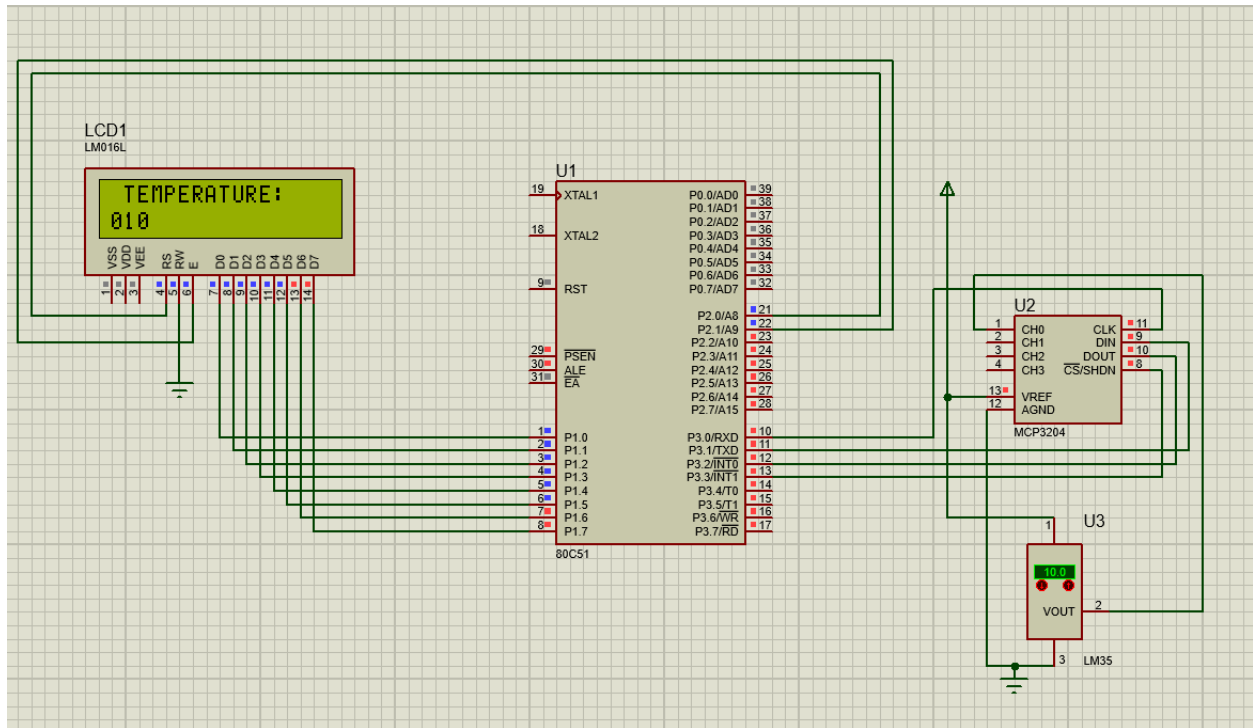 LCD1
LM016L
TEMPERATURE:
010
VSS
VDD
VEE
RS
RW
E
D0
D1
D2
D3
D4
D5
D6
D7
1
2
3
4
5
6
7
8
9
10
11
12
13
14
U1
19 XTAL1
18 XTAL2
9 RST
29 PSEN
30 ALE
31 EA
1 P1.0
2 P1.1
3 P1.2
4 P1.3
5 P1.4
6 P1.5
7 P1.6
8 P1.7
P0.0/AD0 39
P0.1/AD1 38
P0.2/AD2 37
P0.3/AD3 36
P0.4/AD4 35
P0.5/AD5 34
P0.6/AD6 33
P0.7/AD7 32
P2.0/A8 21
P2.1/A9 22
P2.2/A10 23
P2.3/A11 24
P2.4/A12 25
P2.5/A13 26
P2.6/A14 27
P2.7/A15 28
P3.0/RXD 10
P3.1/TXD 11
P3.2/INT0 12
P3.3/INT1 13
P3.4/T0 14
P3.5/T1 15
P3.6/WR 16
P3.7/RD 17
80C51
U2
1 CH0
2 CH1
3 CH2
4 CH3
13 VREF
12 AGND
CLK 11
DIN 9
DOUT 10
CS/SHDN 8
MCP3204
U3
1
10.0
VOUT 2
3
LM35